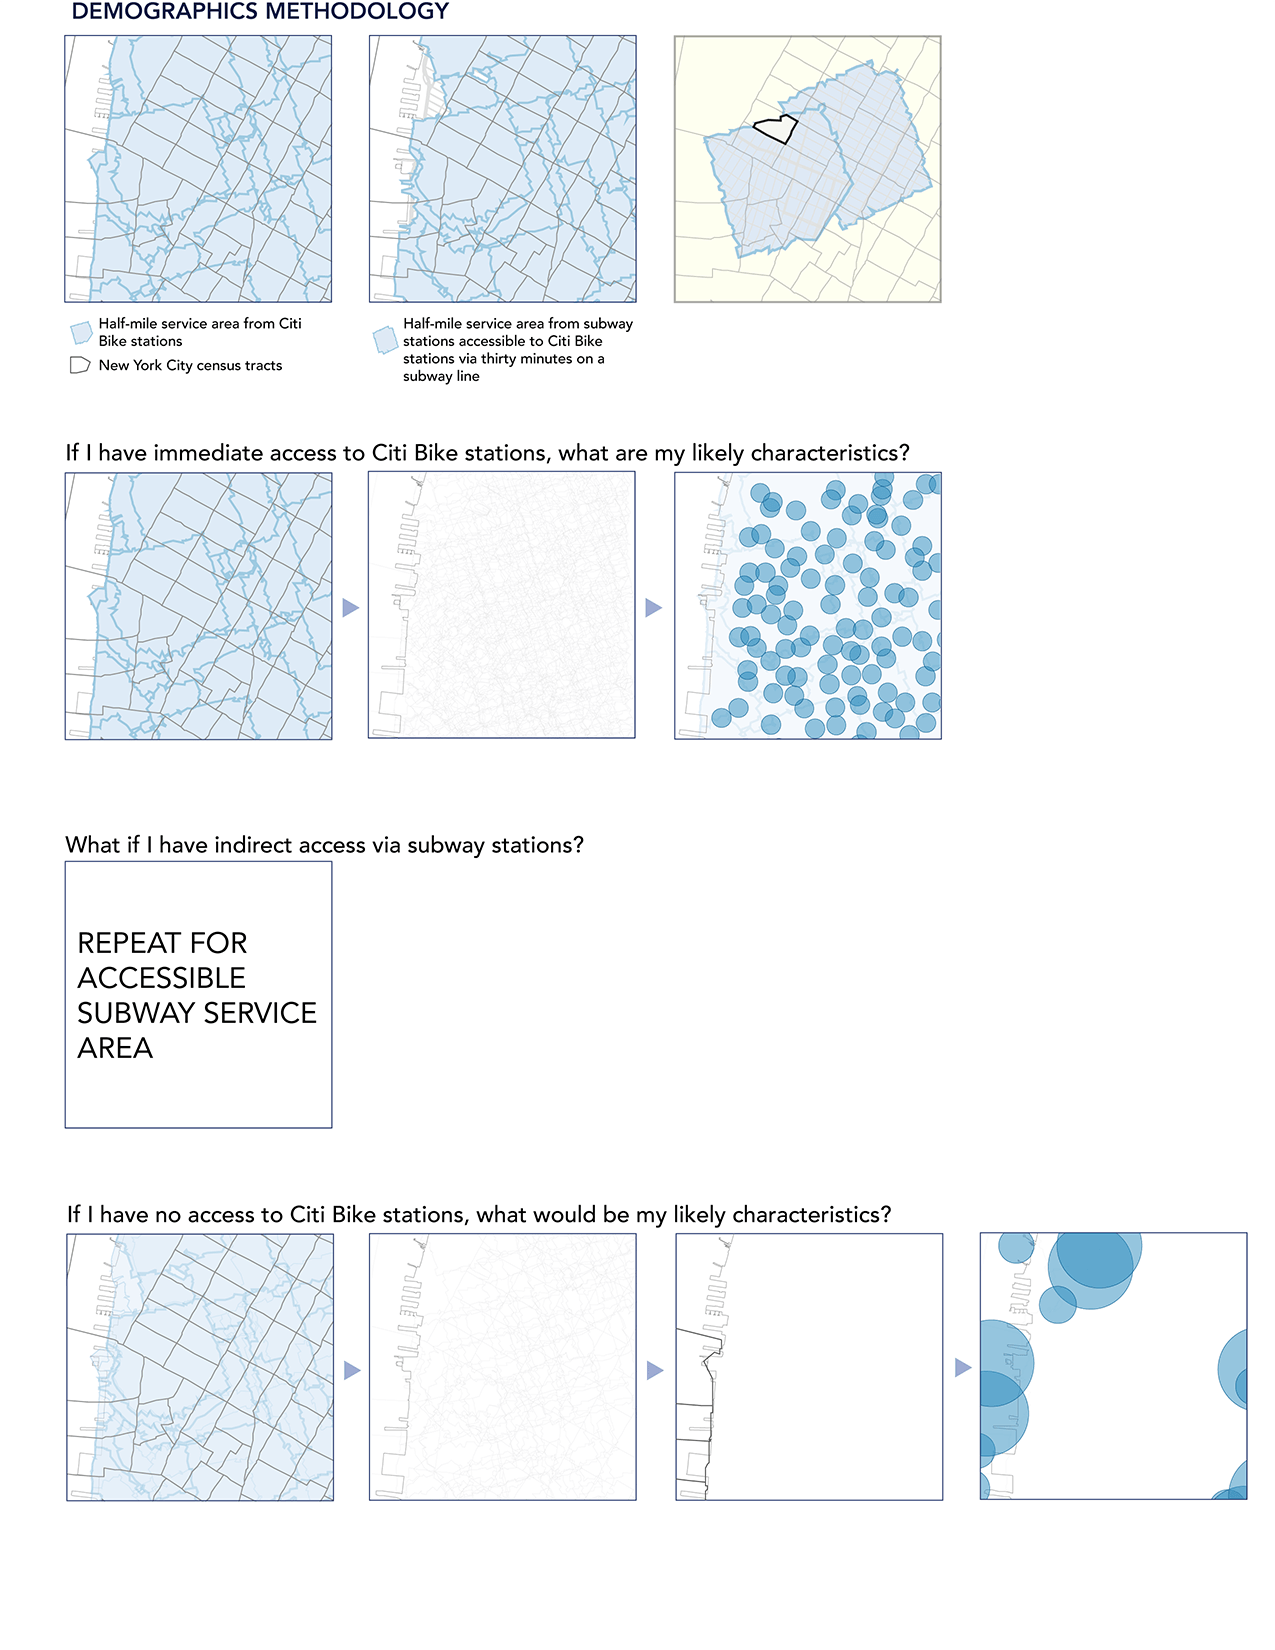 DEMOGRAPHICS METHODOLOGY
Half-mile service area from Citi
Bike stations
New York City census tracts
Half-mile service area from subway
stations accessible to Citi Bike
stations via thirty minutes on a
subway line
If I have immediate access to Citi Bike stations, what are my likely characteristics?
What if I have indirect access via subway stations?
REPEAT FOR
ACCESSIBLE
SUBWAY SERVICE
AREA
If I have no access to Citi Bike stations, what would be my likely characteristics?